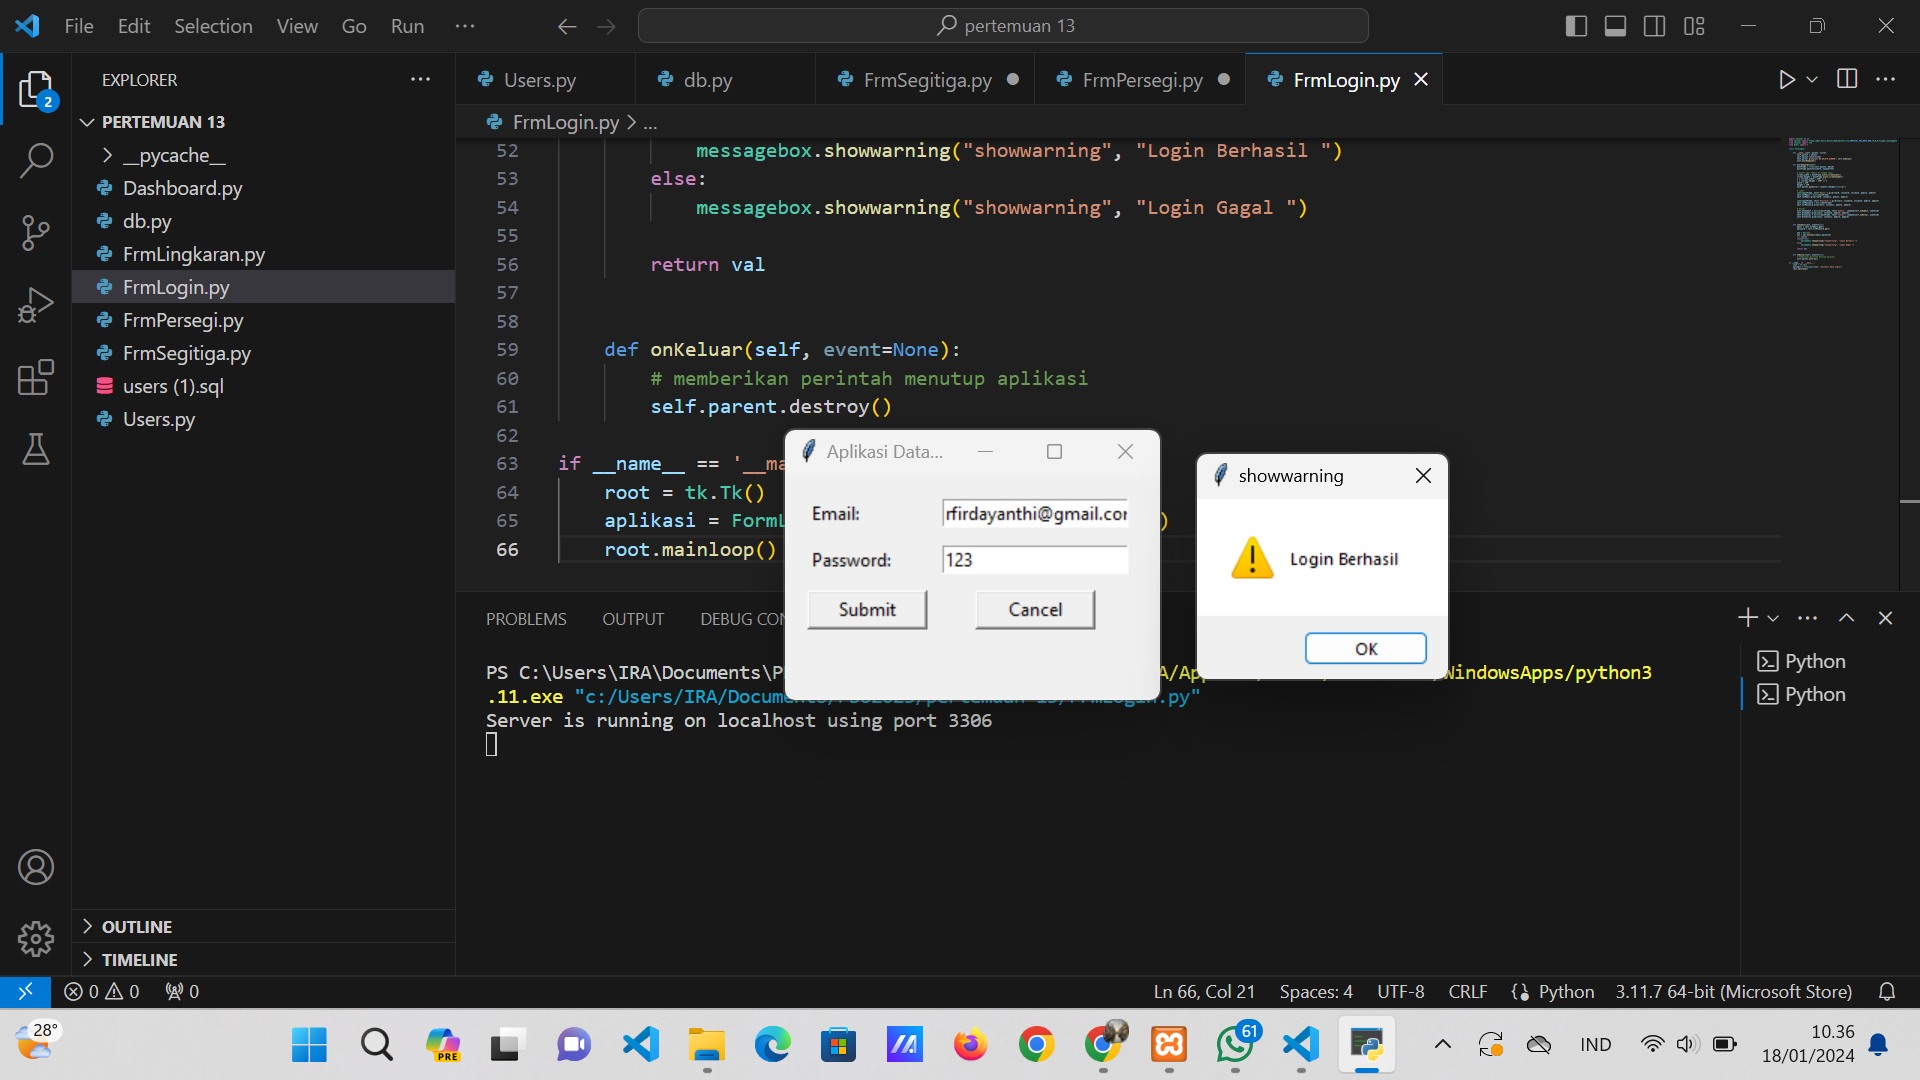 File Edit Selection View Go Run ...
pertemuan 13
EXPLORER
PERTEMUAN 13
__pycache__
Dashboard.py
db.py
FrmLingkaran.py
FrmLogin.py
FrmPersegi.py
FrmSegitiga.py
users (1).sql
Users.py
OUTLINE
TIMELINE
Users.py db.py FrmSegitiga.py FrmPersegi.py FrmLogin.py
FrmLogin.py > ...
52 messagebox.showwarning("showwarning", "Login Berhasil ")
53 else:
54 messagebox.showwarning("showwarning", "Login Gagal ")
55
56 return val
57
58
59 def onKeluar(self, event=None):
60 # memberikan perintah menutup aplikasi
61 self.parent.destroy()
62
63 if __name__ == '__ma
64 root = tk.Tk()
65 aplikasi = FormL )
66 root.mainloop()
Aplikasi Data...
Email: rfirdayanthi@gmail.cor
Password: 123
Submit Cancel
showwarning
Login Berhasil
OK
PROBLEMS OUTPUT DEBUG CON
PS C:\Users\IRA\Documents\P A/Ap WindowsApps/python3
.11.exe "c:/Users/IRA/Docume
Server is running on localhost using port 3306
Python
Python
0 0 0
Ln 66, Col 21 Spaces: 4 UTF-8 CRLF Python 3.11.7 64-bit (Microsoft Store)
28°
PRE
61
IND
10.36
18/01/2024
2